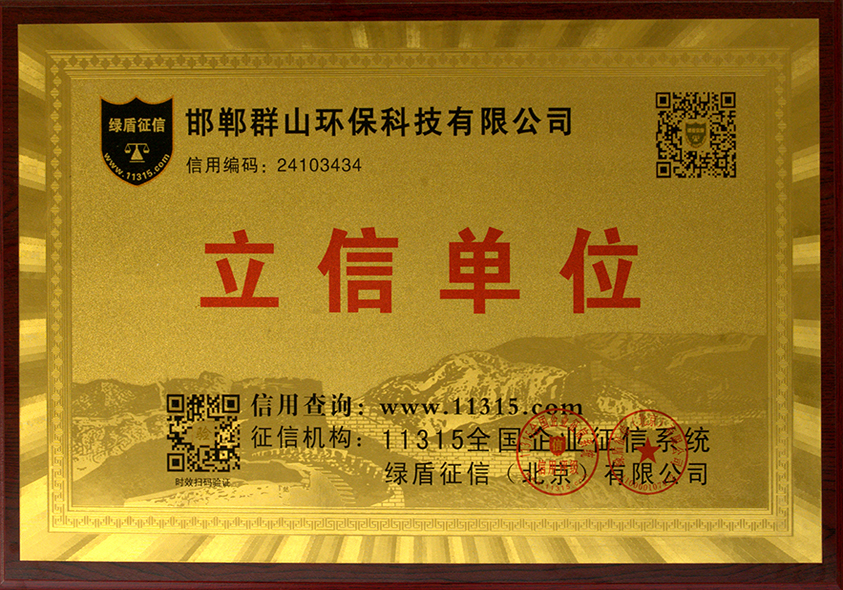 绿盾征信
www.11315.com
邯郸群山环保科技有限公司
信用编码：24103434
立信单位
信用查询：www.11315.com
征信机构：11315全国企业征信系统
绿盾征信（北京）有限公司
时效扫码验证